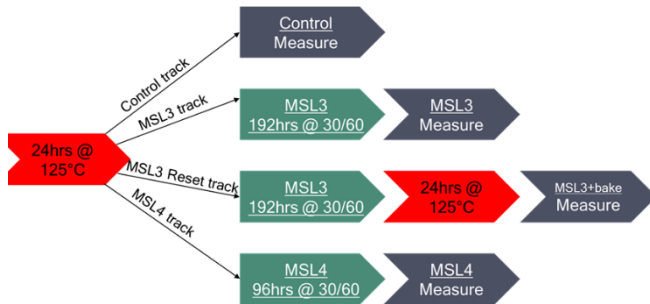 Control
Measure
Control track
MSL3 track
MSL3
192hrs @ 30/60
MSL3
Measure
24hrs @
125°C
MSL3 Reset track
MSL3
192hrs @ 30/60
24hrs @
125°C
MSL3+bake
Measure
MSL4 track
MSL4
96hrs @ 30/60
MSL4
Measure